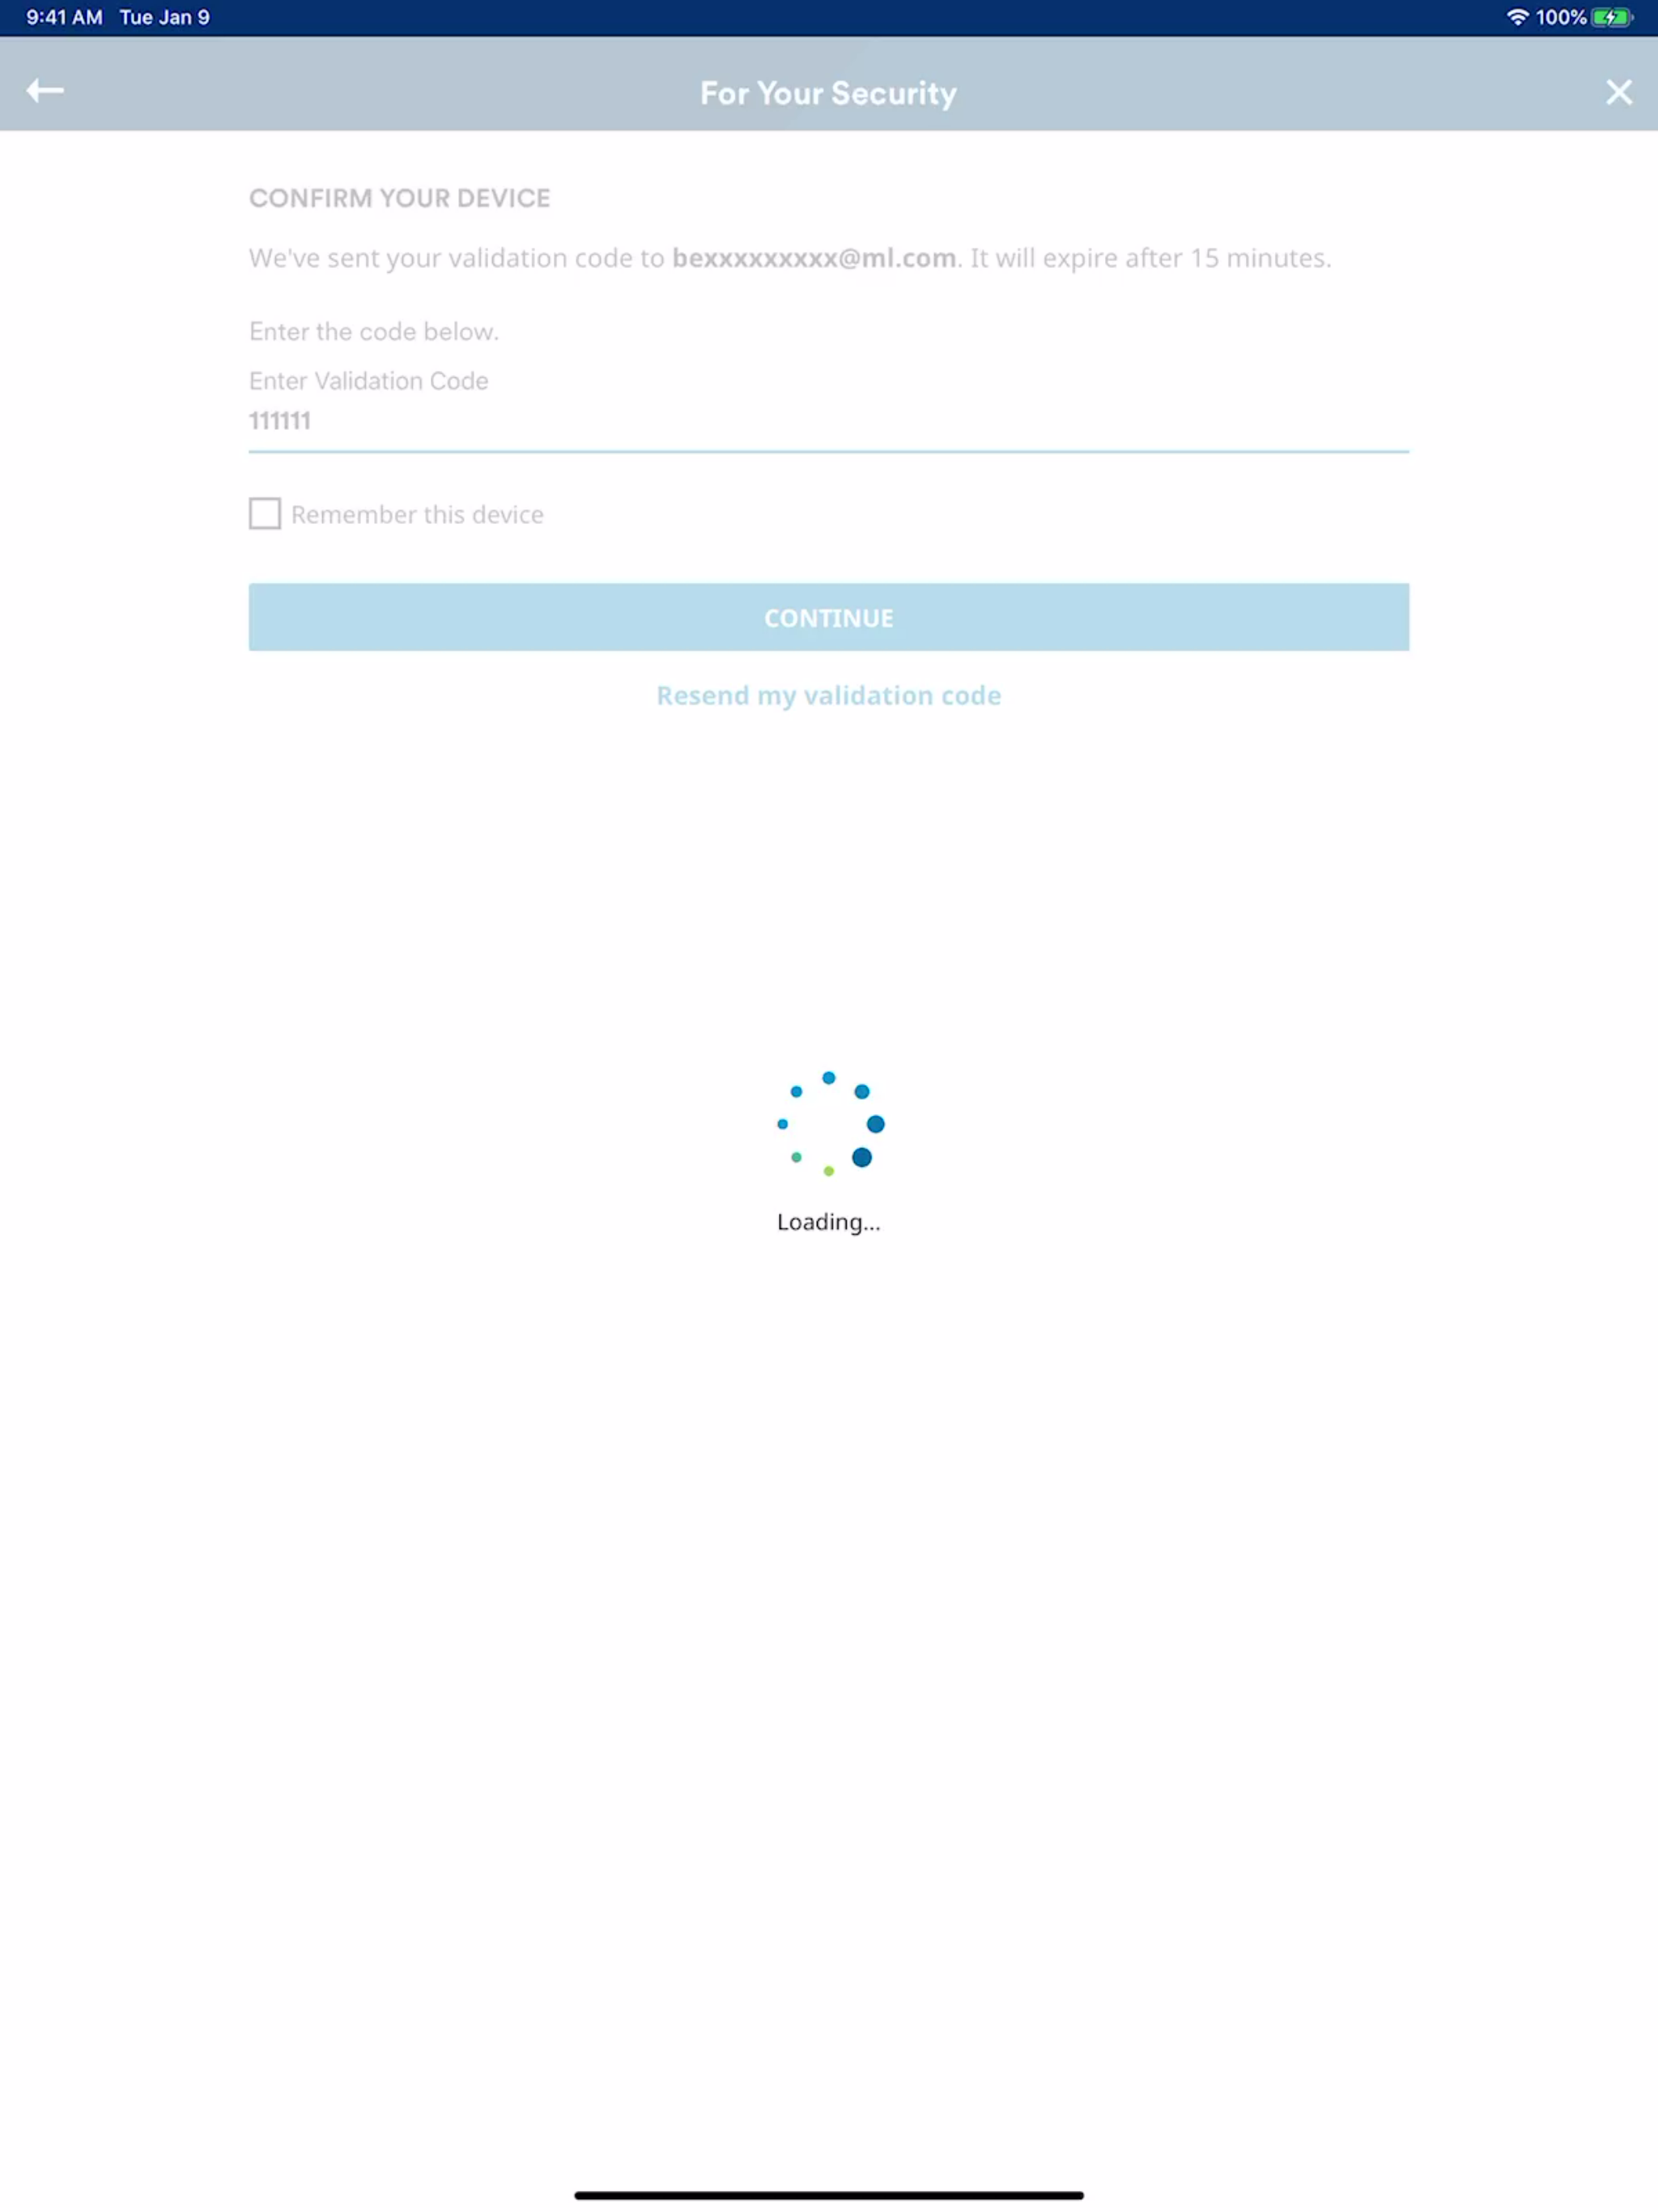 9:41 AM Tue Jan 9
100%
For Your Security
CONFIRM YOUR DEVICE
We've sent your validation code to bexxxxxxxxx@ml.com. It will expire after 15 minutes.
Enter the code below.
Enter Validation Code
111111
Remember this device
CONTINUE
Resend my validation code
Loading...